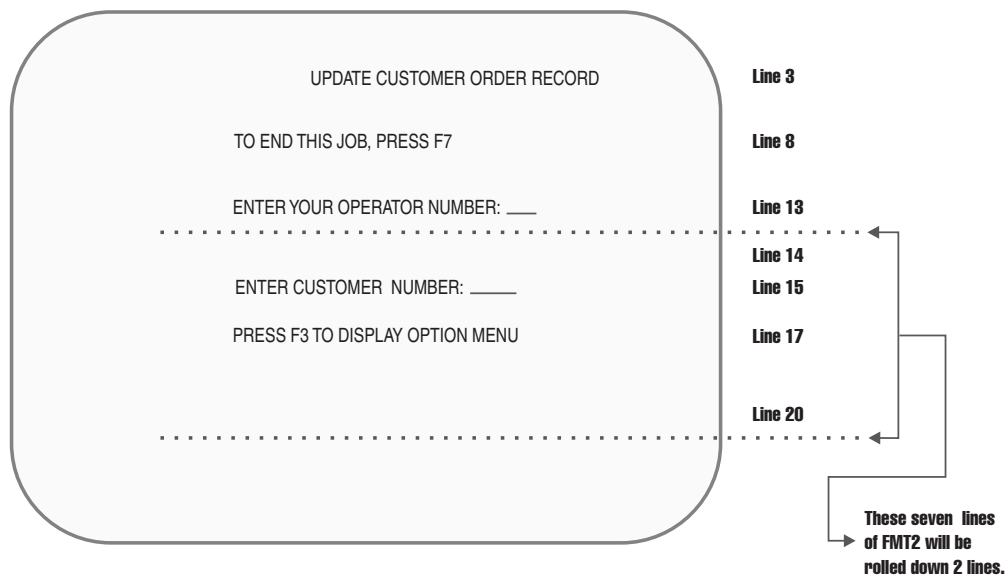 UPDATE CUSTOMER ORDER RECORD Line 3
TO END THIS JOB, PRESS F7 Line 8
ENTER YOUR OPERATOR NUMBER: ___ Line 13
Line 14
ENTER CUSTOMER NUMBER: _____ Line 15
PRESS F3 TO DISPLAY OPTION MENU Line 17
Line 20
These seven lines
of FMT2 will be
rolled down 2 lines.